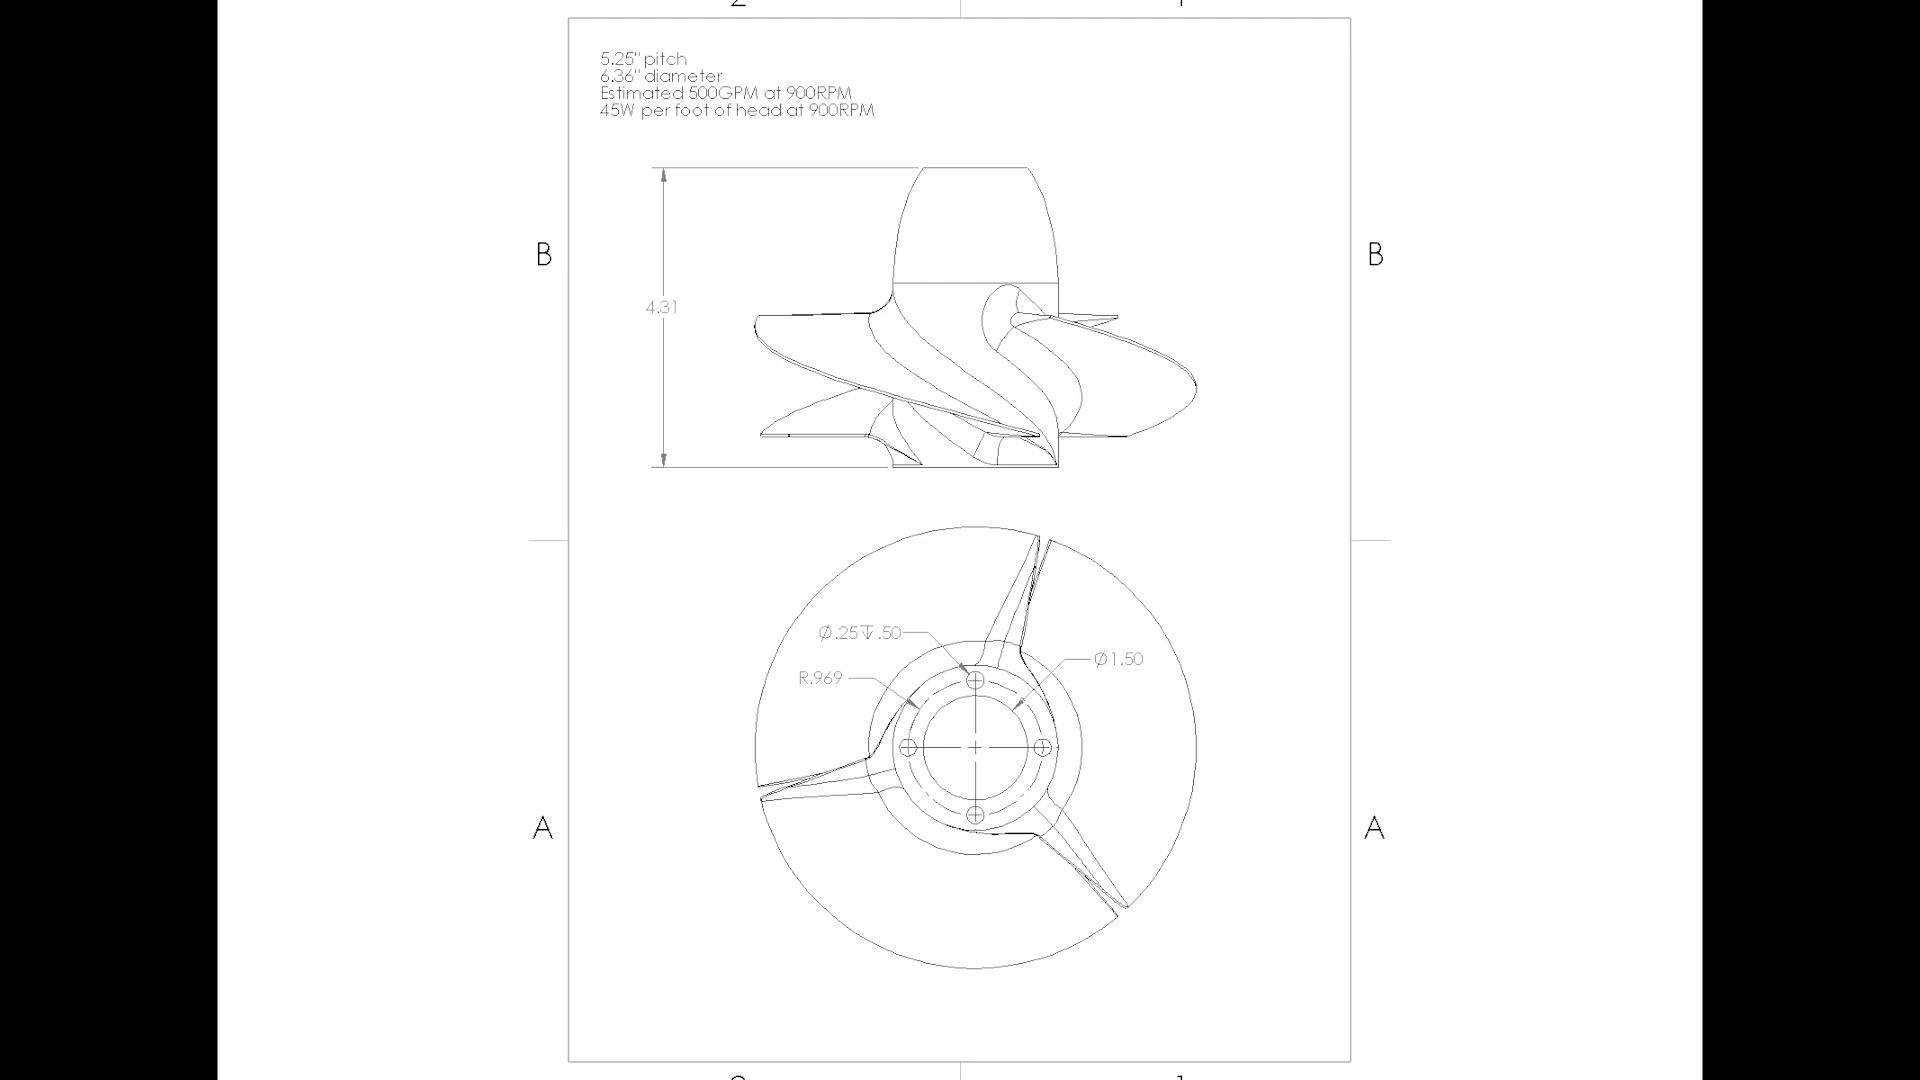 5.25" pitch
6.36" diameter
Estimated 500GPM at 900RPM
45W per foot of head at 900RPM
B
B
4.31
Ø.25↧.50
Ø1.50
R.969
A
A